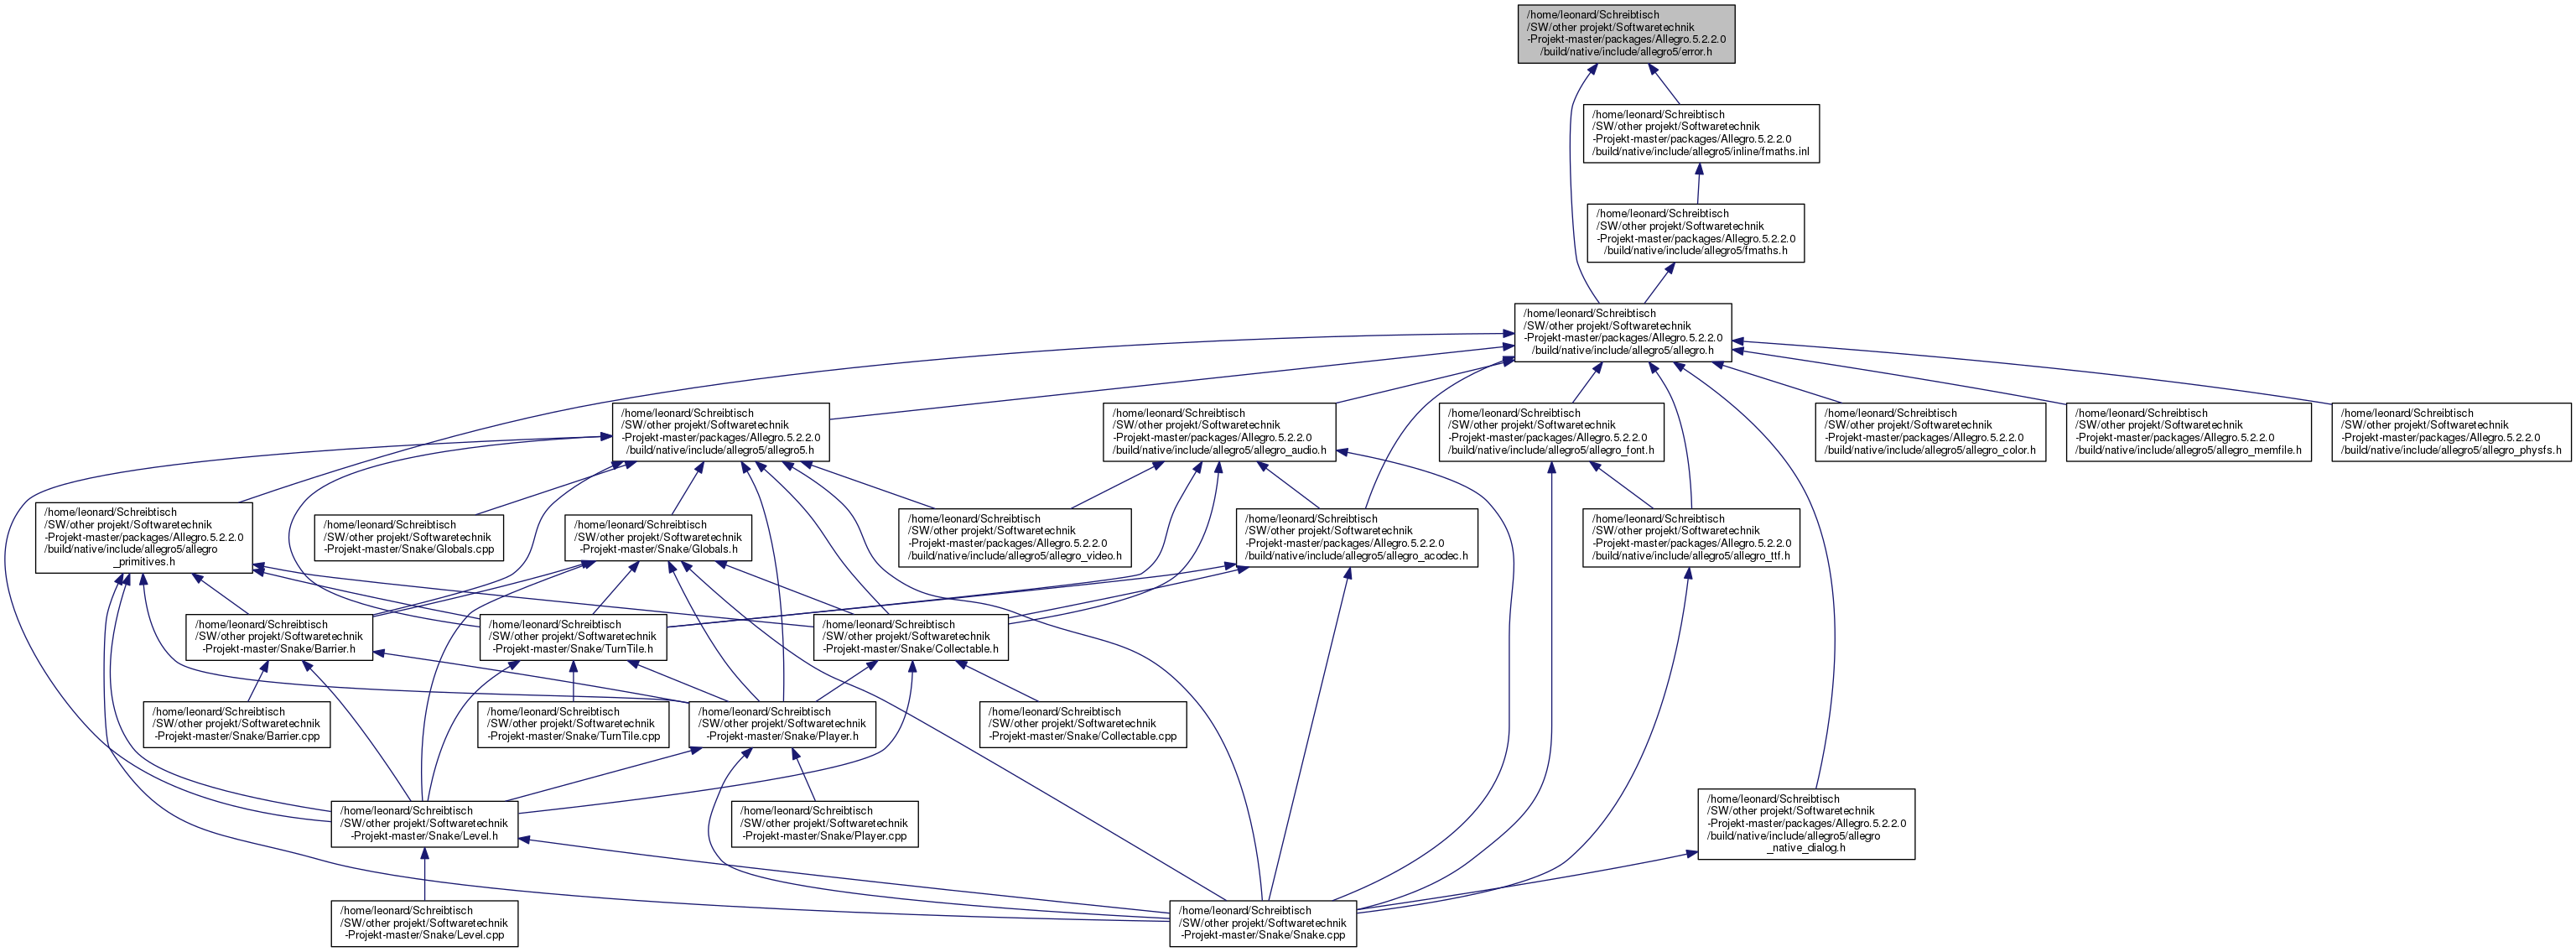 /home/leonard/Schreibtisch
/SW/other projekt/Softwaretechnik
-Projekt-master/packages/Allegro.5.2.2.0
/build/native/include/allegro5/error.h
/home/leonard/Schreibtisch
/SW/other projekt/Softwaretechnik
-Projekt-master/packages/Allegro.5.2.2.0
/build/native/include/allegro5/inline/fmaths.inl
/home/leonard/Schreibtisch
/SW/other projekt/Softwaretechnik
-Projekt-master/packages/Allegro.5.2.2.0
/build/native/include/allegro5/fmaths.h
/home/leonard/Schreibtisch
/SW/other projekt/Softwaretechnik
-Projekt-master/packages/Allegro.5.2.2.0
/build/native/include/allegro5/allegro.h
/home/leonard/Schreibtisch
/SW/other projekt/Softwaretechnik
-Projekt-master/packages/Allegro.5.2.2.0
/build/native/include/allegro5/allegro5.h
/home/leonard/Schreibtisch
/SW/other projekt/Softwaretechnik
-Projekt-master/packages/Allegro.5.2.2.0
/build/native/include/allegro5/allegro_audio.h
/home/leonard/Schreibtisch
/SW/other projekt/Softwaretechnik
-Projekt-master/packages/Allegro.5.2.2.0
/build/native/include/allegro5/allegro_font.h
/home/leonard/Schreibtisch
/SW/other projekt/Softwaretechnik
-Projekt-master/packages/Allegro.5.2.2.0
/build/native/include/allegro5/allegro_color.h
/home/leonard/Schreibtisch
/SW/other projekt/Softwaretechnik
-Projekt-master/packages/Allegro.5.2.2.0
/build/native/include/allegro5/allegro_memfile.h
/home/leonard/Schreibtisch
/SW/other projekt/Softwaretechnik
-Projekt-master/packages/Allegro.5.2.2.0
/build/native/include/allegro5/allegro_physfs.h
/home/leonard/Schreibtisch
/SW/other projekt/Softwaretechnik
-Projekt-master/packages/Allegro.5.2.2.0
/build/native/include/allegro5/allegro
_primitives.h
/home/leonard/Schreibtisch
/SW/other projekt/Softwaretechnik
-Projekt-master/Snake/Globals.cpp
/home/leonard/Schreibtisch
/SW/other projekt/Softwaretechnik
-Projekt-master/Snake/Globals.h
/home/leonard/Schreibtisch
/SW/other projekt/Softwaretechnik
-Projekt-master/packages/Allegro.5.2.2.0
/build/native/include/allegro5/allegro_video.h
/home/leonard/Schreibtisch
/SW/other projekt/Softwaretechnik
-Projekt-master/packages/Allegro.5.2.2.0
/build/native/include/allegro5/allegro_acodec.h
/home/leonard/Schreibtisch
/SW/other projekt/Softwaretechnik
-Projekt-master/packages/Allegro.5.2.2.0
/build/native/include/allegro5/allegro_ttf.h
/home/leonard/Schreibtisch
/SW/other projekt/Softwaretechnik
-Projekt-master/Snake/Barrier.h
/home/leonard/Schreibtisch
/SW/other projekt/Softwaretechnik
-Projekt-master/Snake/TurnTile.h
/home/leonard/Schreibtisch
/SW/other projekt/Softwaretechnik
-Projekt-master/Snake/Collectable.h
/home/leonard/Schreibtisch
/SW/other projekt/Softwaretechnik
-Projekt-master/Snake/Barrier.cpp
/home/leonard/Schreibtisch
/SW/other projekt/Softwaretechnik
-Projekt-master/Snake/TurnTile.cpp
/home/leonard/Schreibtisch
/SW/other projekt/Softwaretechnik
-Projekt-master/Snake/Player.h
/home/leonard/Schreibtisch
/SW/other projekt/Softwaretechnik
-Projekt-master/Snake/Collectable.cpp
/home/leonard/Schreibtisch
/SW/other projekt/Softwaretechnik
-Projekt-master/Snake/Level.h
/home/leonard/Schreibtisch
/SW/other projekt/Softwaretechnik
-Projekt-master/Snake/Player.cpp
/home/leonard/Schreibtisch
/SW/other projekt/Softwaretechnik
-Projekt-master/packages/Allegro.5.2.2.0
/build/native/include/allegro5/allegro
_native_dialog.h
/home/leonard/Schreibtisch
/SW/other projekt/Softwaretechnik
-Projekt-master/Snake/Level.cpp
/home/leonard/Schreibtisch
/SW/other projekt/Softwaretechnik
-Projekt-master/Snake/Snake.cpp